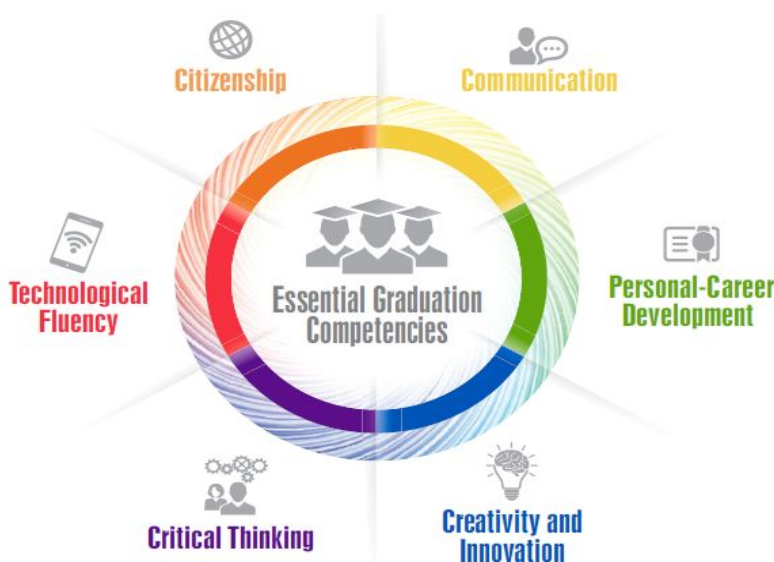 Citizenship
Communication
Technological
Fluency
Essential Graduation
Competencies
Personal-Career
Development
Critical Thinking
Creativity and
Innovation